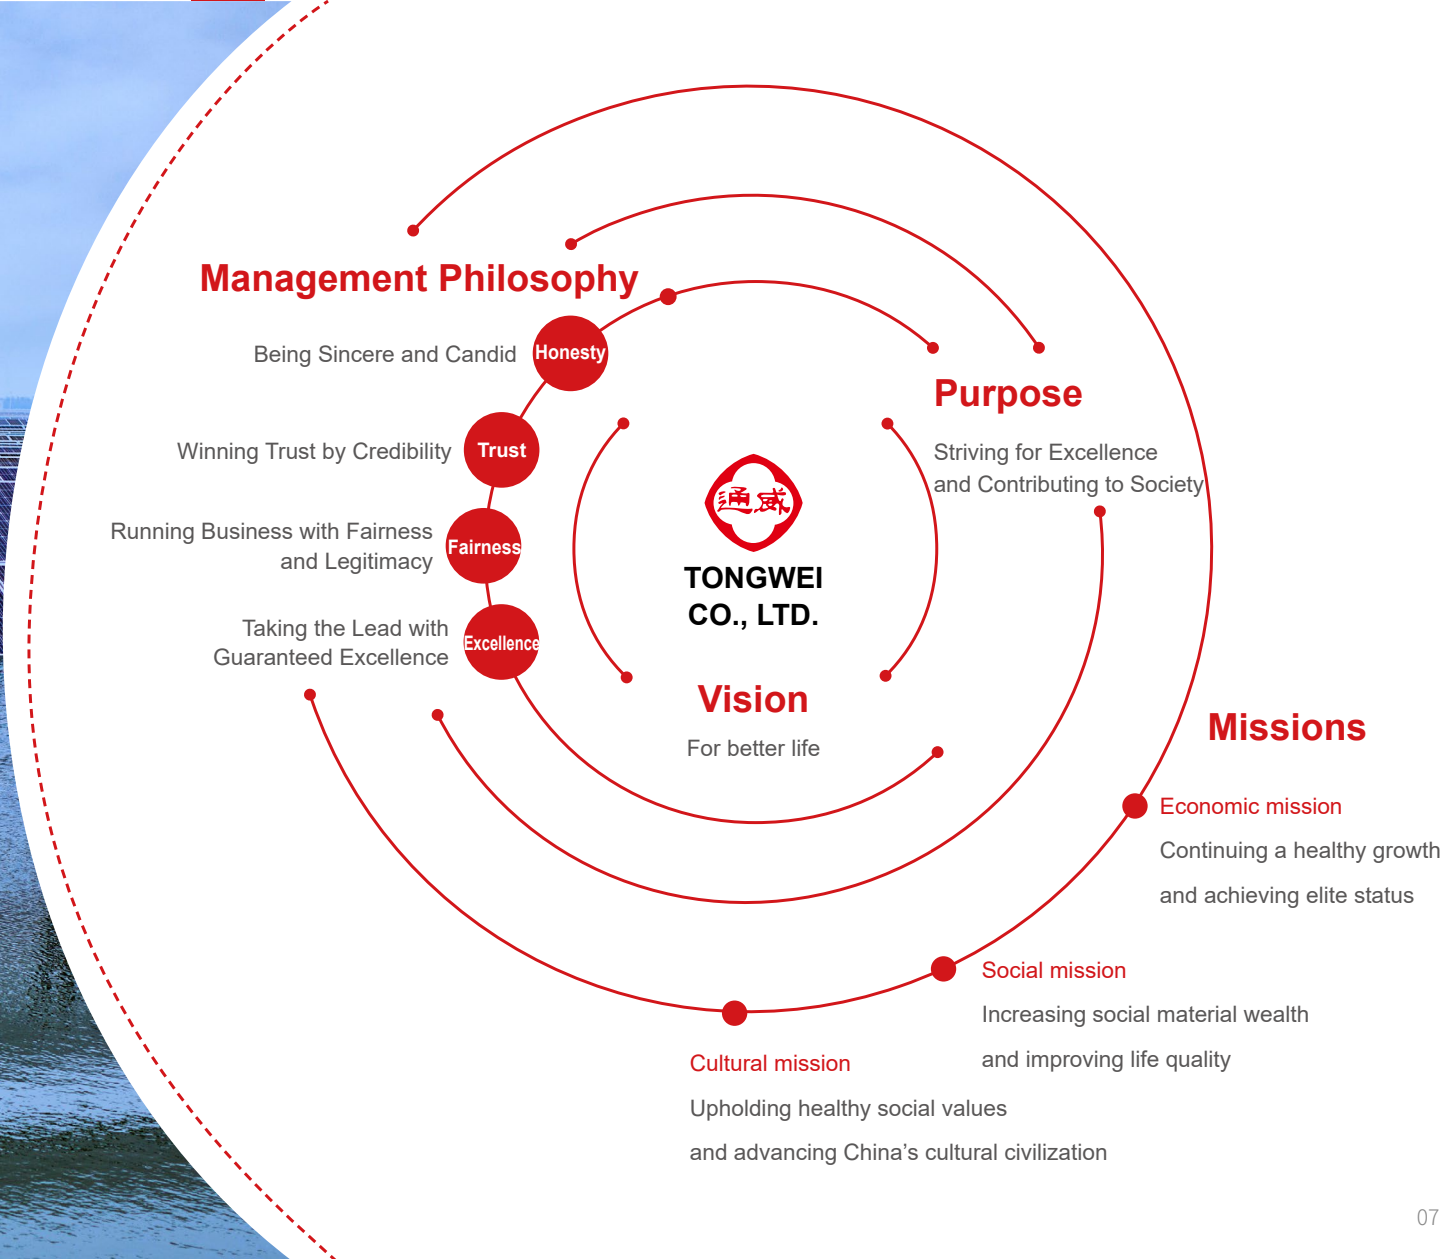 Management Philosophy
Being Sincere and Candid
Honesty
Winning Trust by Credibility
Trust
Running Business with Fairness
and Legitimacy
Fairness
Taking the Lead with
Guaranteed Excellence
Excellence
通威
TONGWEI
CO., LTD.
Vision
For better life
Purpose
Striving for Excellence
and Contributing to Society
Missions
Economic mission
Continuing a healthy growth
and achieving elite status
Social mission
Increasing social material wealth
and improving life quality
Cultural mission
Upholding healthy social values
and advancing China’s cultural civilization
07